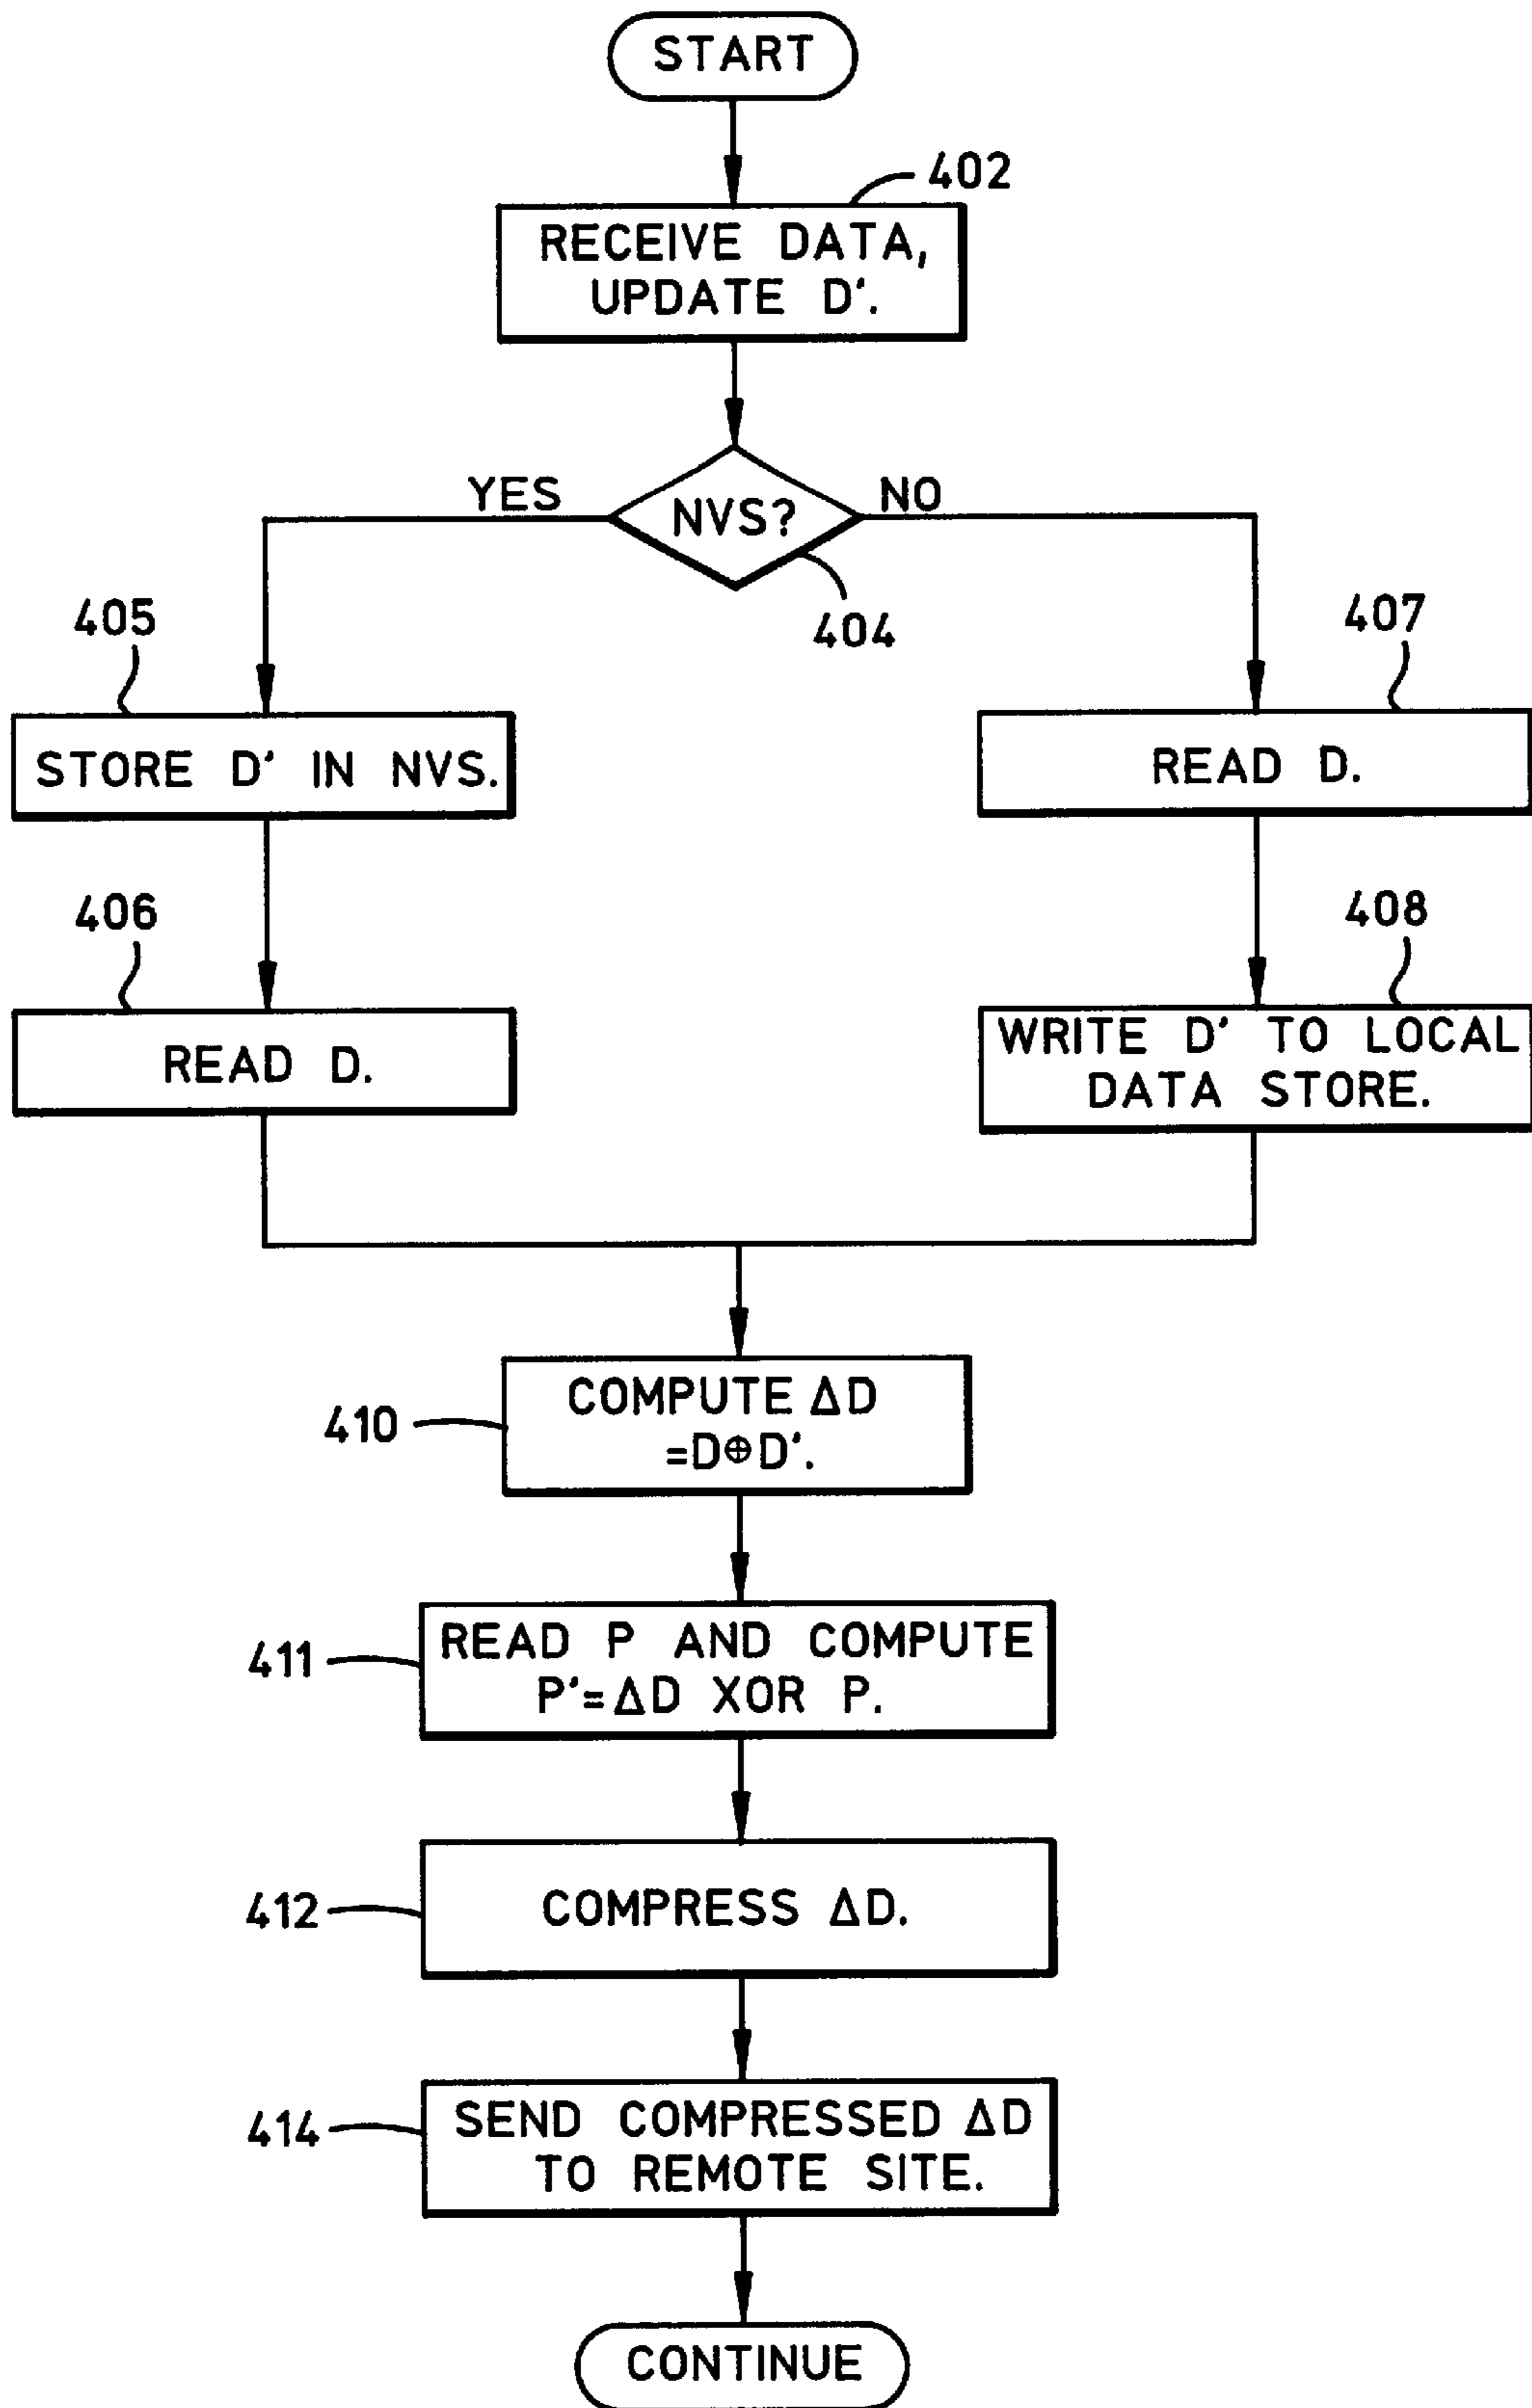 START
402
RECEIVE DATA,
UPDATE D'.
YES
NVS?
NO
404
405
STORE D' IN NVS.
407
READ D.
406
READ D.
408
WRITE D' TO LOCAL
DATA STORE.
410
COMPUTE ΔD
=D⊕D'.
411
READ P AND COMPUTE
P'=ΔD XOR P.
412
COMPRESS ΔD.
414
SEND COMPRESSED ΔD
TO REMOTE SITE.
CONTINUE